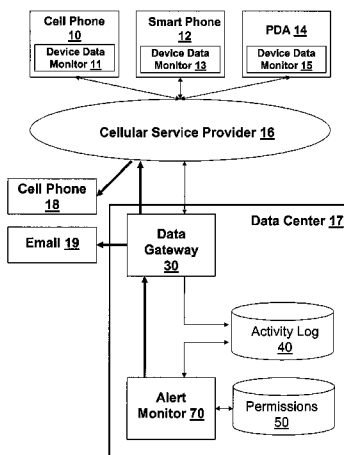 Cell Phone
10
Device Data
Monitor 11
Smart Phone
12
Device Data
Monitor 13
PDA 14
Device Data
Monitor 15
Cellular Service Provider 16
Cell Phone
18
Email 19
Data Center 17
Data
Gateway
30
Activity Log
40
Alert
Monitor 70
Permissions
50